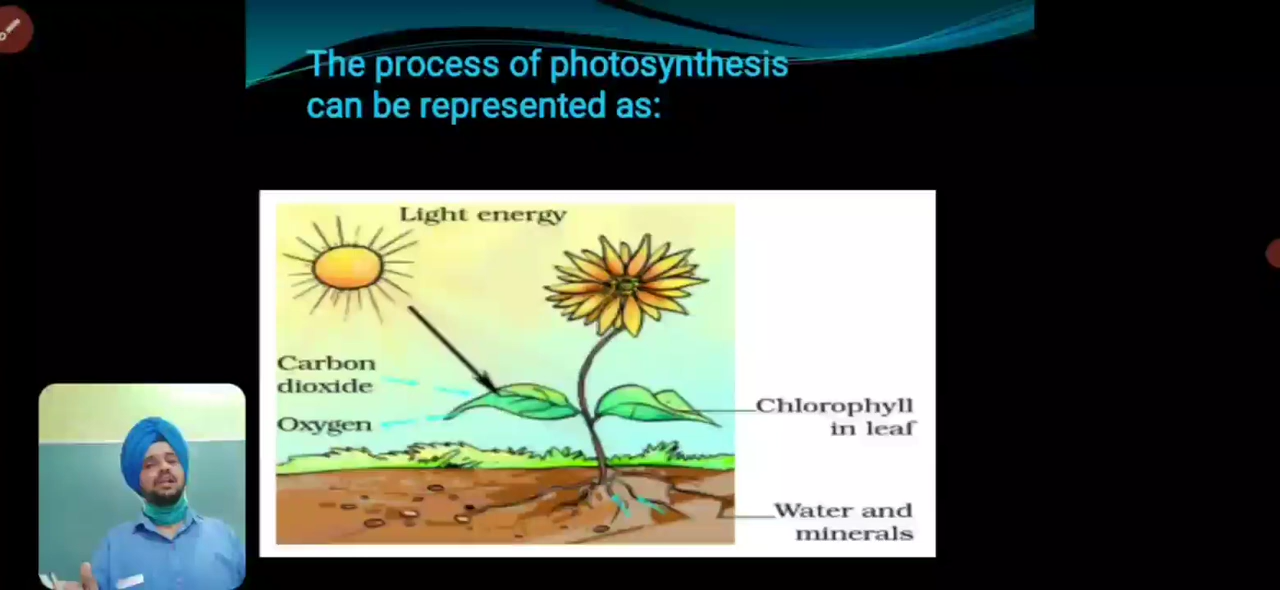 The process of photosynthesis
can be represented as:
Light energy
Carbon
dioxide
Oxygen
Chlorophyll
in leaf
Water and
minerals